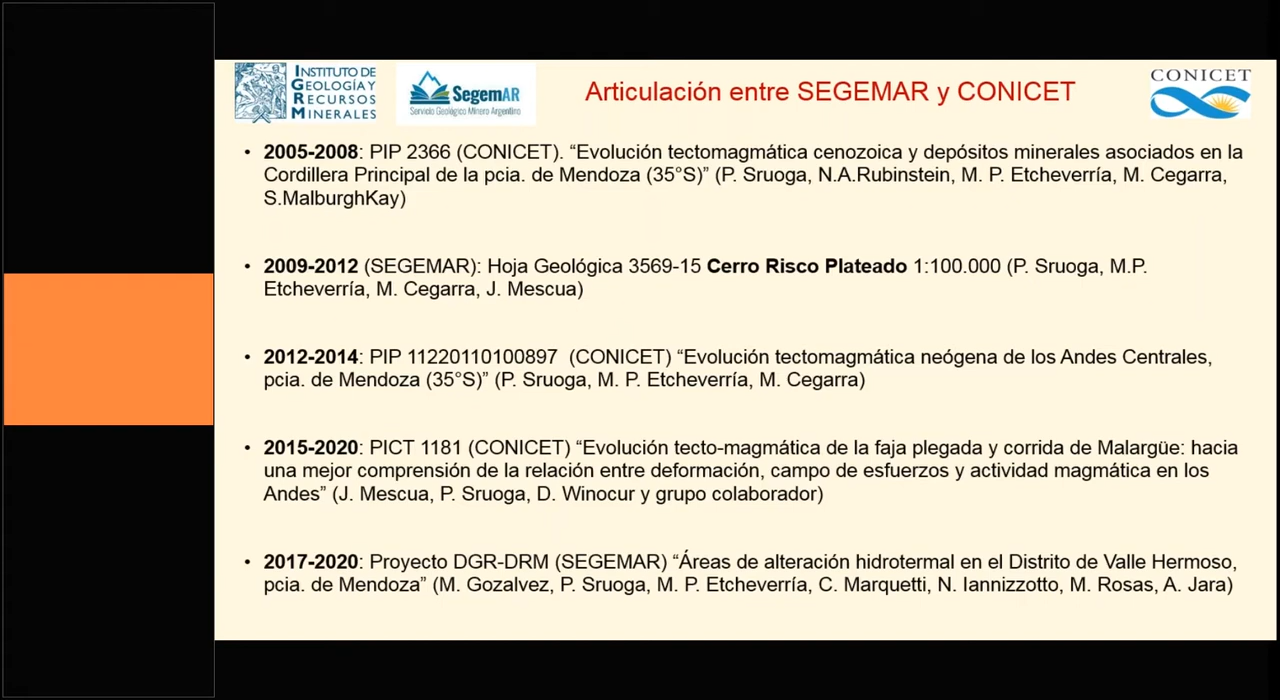 INSTITUTO DE
GEOLOGÍA Y
RECURSOS
MINERALES
SegemAR
Servicio Geológico Minero Argentino
Articulación entre SEGEMAR y CONICET
CONICET
• 2005-2008: PIP 2366 (CONICET). “Evolución tectomagmática cenozoica y depósitos minerales asociados en la
Cordillera Principal de la pcia. de Mendoza (35°S)” (P. Sruoga, N.A.Rubinstein, M. P. Etcheverría, M. Cegarra,
S.MalburghKay)
• 2009-2012 (SEGEMAR): Hoja Geológica 3569-15 Cerro Risco Plateado 1:100.000 (P. Sruoga, M.P.
Etcheverría, M. Cegarra, J. Mescua)
• 2012-2014: PIP 11220110100897 (CONICET) “Evolución tectomagmática neógena de los Andes Centrales,
pcia. de Mendoza (35°S)” (P. Sruoga, M. P. Etcheverría, M. Cegarra)
• 2015-2020: PICT 1181 (CONICET) “Evolución tecto-magmática de la faja plegada y corrida de Malargüe: hacia
una mejor comprensión de la relación entre deformación, campo de esfuerzos y actividad magmática en los
Andes” (J. Mescua, P. Sruoga, D. Winocur y grupo colaborador)
• 2017-2020: Proyecto DGR-DRM (SEGEMAR) “Áreas de alteración hidrotermal en el Distrito de Valle Hermoso,
pcia. de Mendoza” (M. Gozalvez, P. Sruoga, M. P. Etcheverría, C. Marquetti, N. Iannizzotto, M. Rosas, A. Jara)